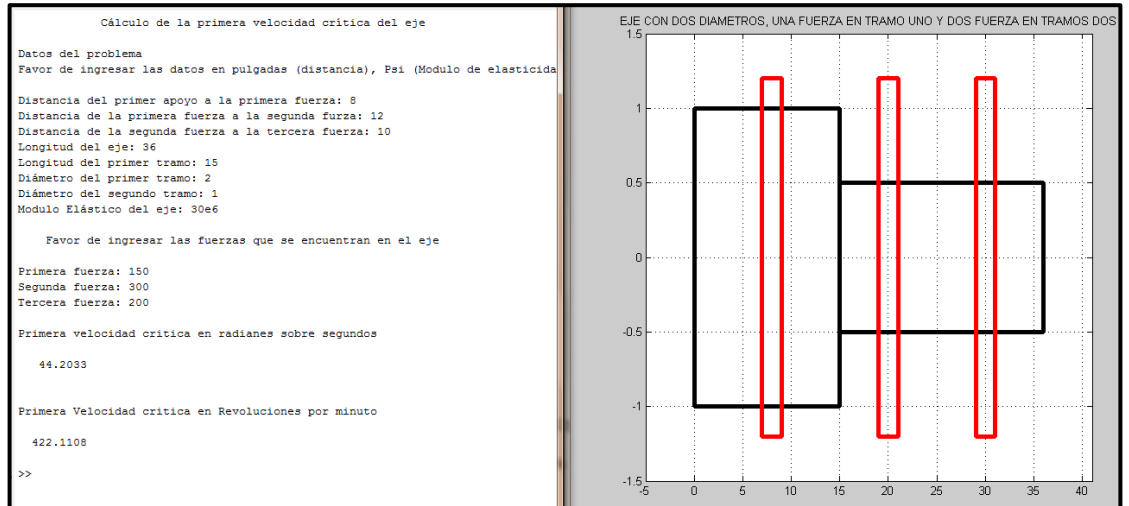 Cálculo de la primera velocidad crítica del eje
Datos del problema
Favor de ingresar las datos en pulgadas (distancia), Psi (Modulo de elasticida
Distancia del primer apoyo a la primera fuerza: 8
Distancia de la primera fuerza a la segunda furza: 12
Distancia de la segunda fuerza a la tercera fuerza: 10
Longitud del eje: 36
Longitud del primer tramo: 15
Diámetro del primer tramo: 2
Diámetro del segundo tramo: 1
Modulo Elástico del eje: 30e6
Favor de ingresar las fuerzas que se encuentran en el eje
Primera fuerza: 150
Segunda fuerza: 300
Tercera fuerza: 200
Primera velocidad critica en radianes sobre segundos
44.2033
Primera Velocidad critica en Revoluciones por minuto
422.1108
>>
EJE CON DOS DIAMETROS, UNA FUERZA EN TRAMO UNO Y DOS FUERZA EN TRAMOS DOS
1.5
1
0.5
0
-0.5
-1
-1.5
-5 0 5 10 15 20 25 30 35 40